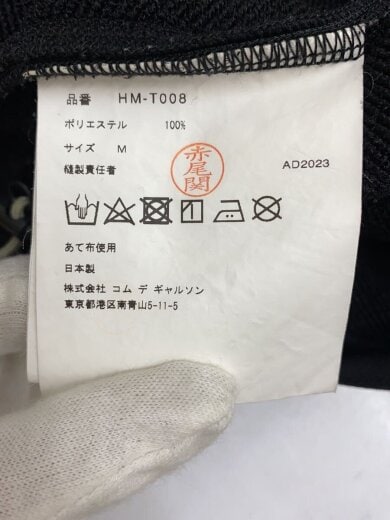 品番 HM-T008
ポリエステル 100%
サイズ M
縫製責任者 赤尾関 AD2023
あて布使用
日本製
株式会社 コム デ ギャルソン
東京都港区南青山5-11-5